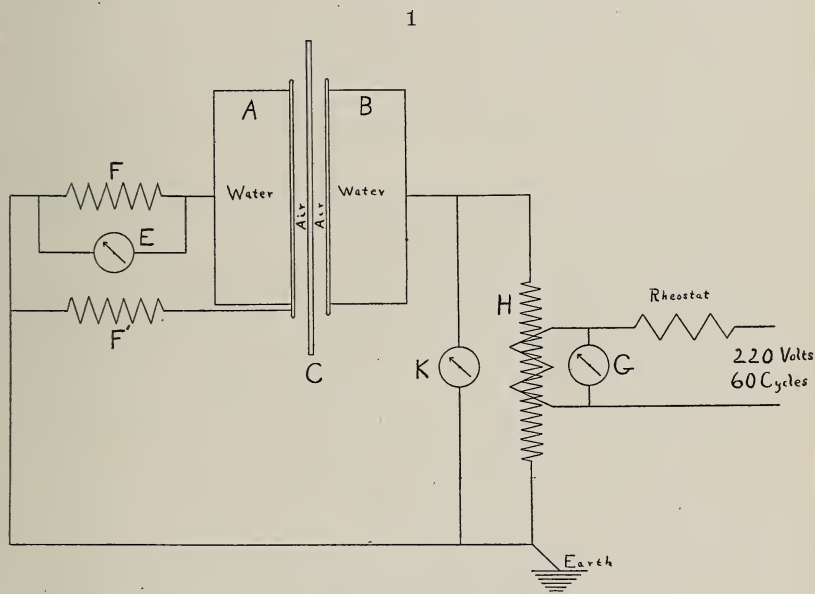 1
A
B
F
Water
Air
Air
Water
E
F'
C
H
K
G
Rheostat
220 Volts
60 Cycles
Earth